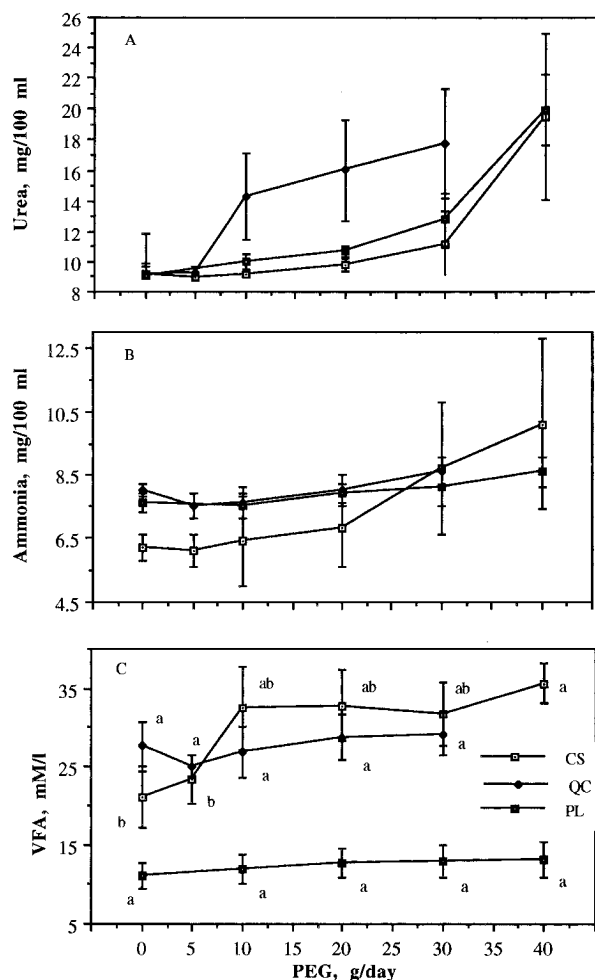 26
A
24
22
20
18
16
14
12
10
8
Urea, mg/100 ml
12.5
B
10.5
8.5
6.5
4.5
Ammonia, mg/100 ml
C
35
25
15
5
VFA, mM/l
a
a
ab
ab
ab
a
b
b
a
a
a
a
a
a
a
a
CS
QC
PL
0 5 10 15 20 25 30 35 40
PEG, g/day